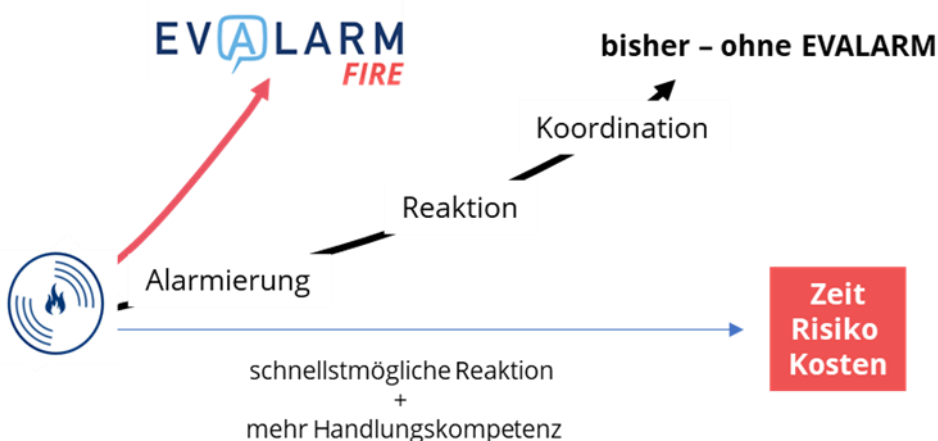 EVALARM
FIRE
bisher – ohne EVALARM
Koordination
Reaktion
Alarmierung
Zeit
Risiko
Kosten
schnellstmögliche Reaktion
+
mehr Handlungskompetenz